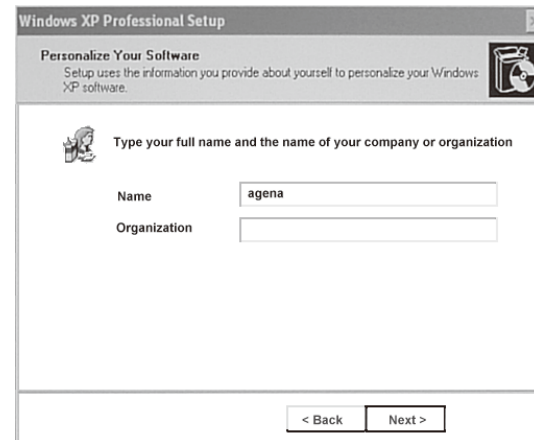 Windows XP Professional Setup
Personalize Your Software
Setup uses the information you provide about yourself to personalize your Windows
XP software.
Type your full name and the name of your company or organization
Name
agena
Organization
< Back
Next >